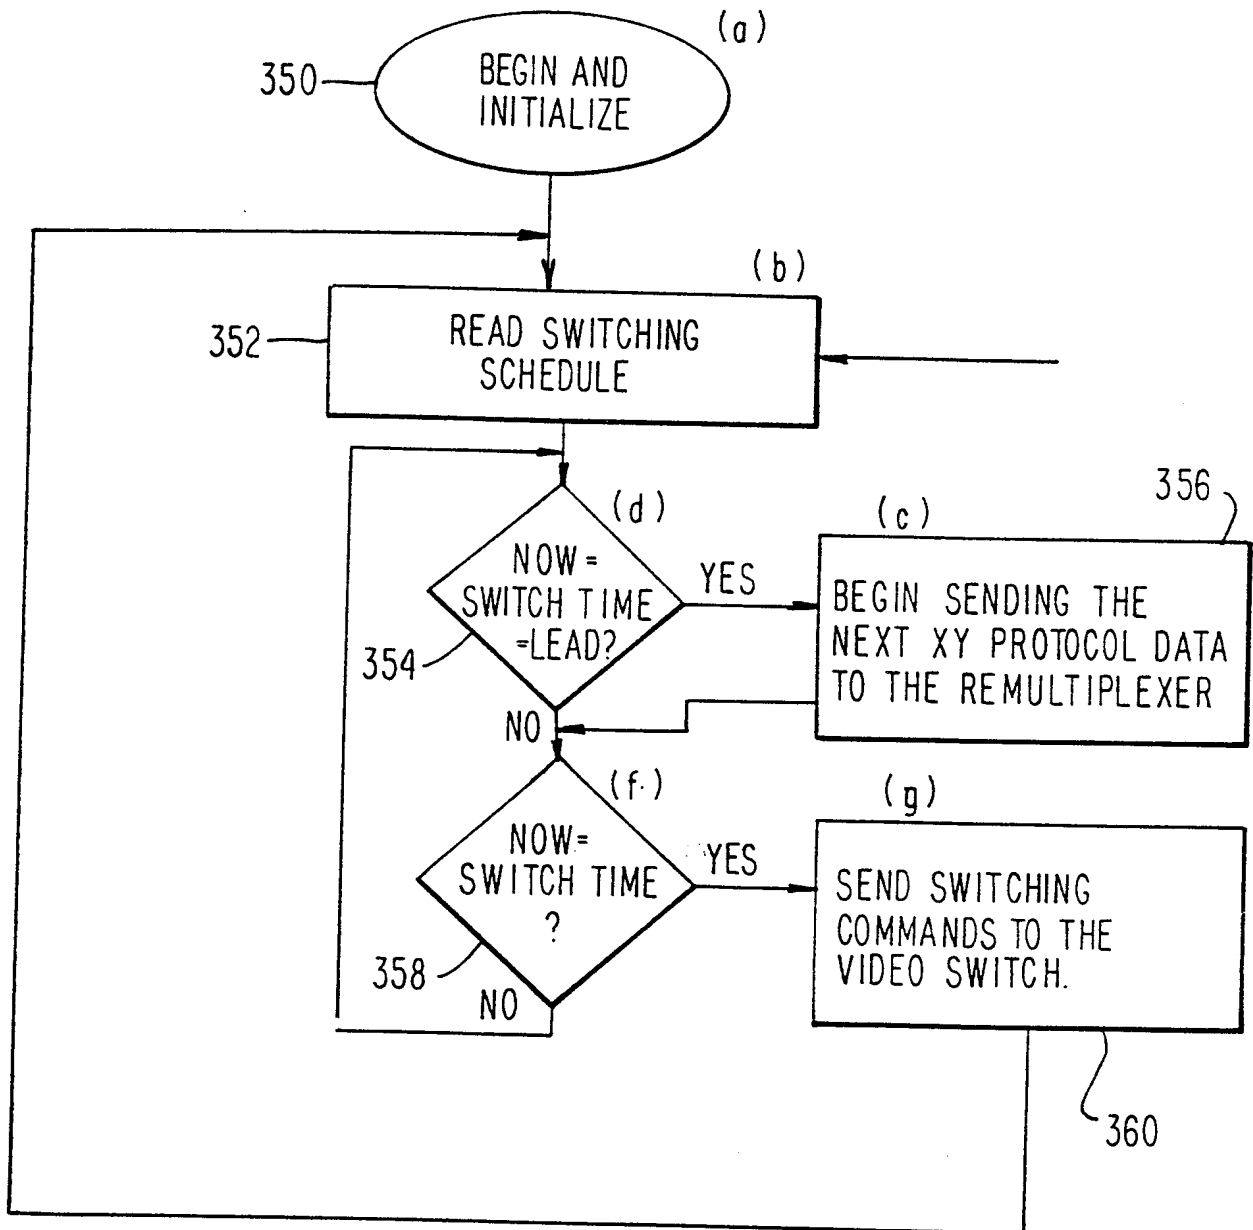 (a)
350
BEGIN AND
INITIALIZE
(b)
352
READ SWITCHING
SCHEDULE
(d)
NOW=
SWITCH TIME
=LEAD?
354
YES
NO
356
(c)
BEGIN SENDING THE
NEXT XY PROTOCOL DATA
TO THE REMULTIPLEXER
(f)
NOW=
SWITCH TIME
?
358
YES
NO
(g)
SEND SWITCHING
COMMANDS TO THE
VIDEO SWITCH.
360